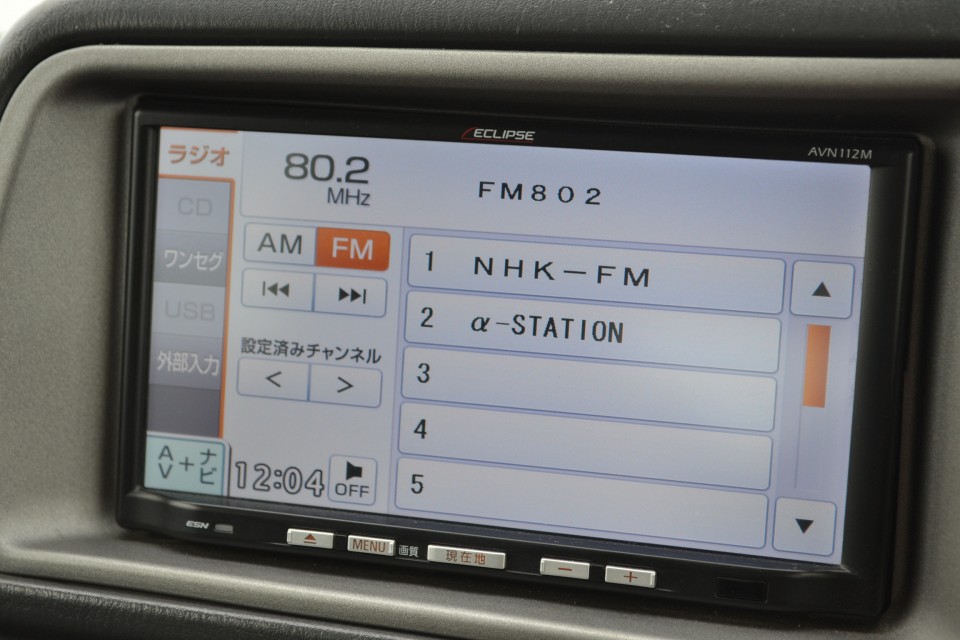 ECLIPSE
AVN112M
ラジオ
80.2
MHz
FM802
CD
AM FM
1 NHK-FM
ワンセグ
2 α-STATION
USB
設定済みチャンネル
3
外部入力
< >
4
AV+ナビ
12:04
OFF
5
ESN
MENU 画質
現在地
- +